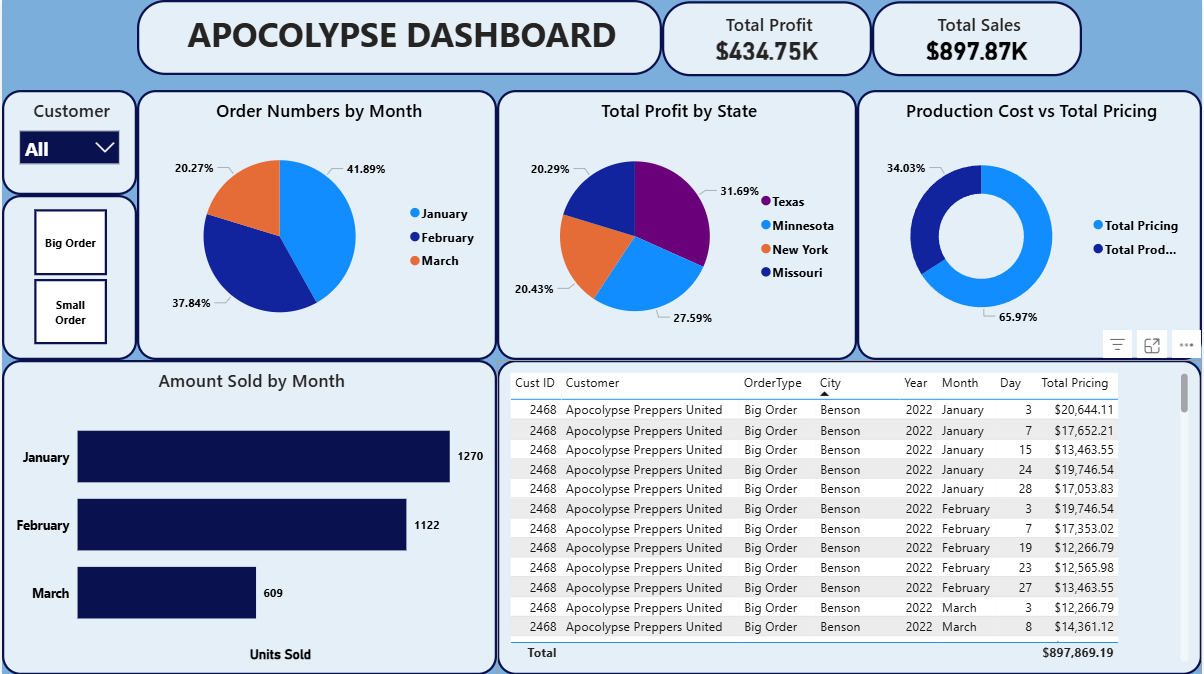 APOCOLYPSE DASHBOARD
Total Profit
$434.75K
Total Sales
$897.87K
Customer
All
Big Order
Small
Order
Order Numbers by Month
20.27%
41.89%
37.84%
January
February
March
Total Profit by State
20.29%
31.69%
20.43%
27.59%
Texas
Minnesota
New York
Missouri
Production Cost vs Total Pricing
34.03%
65.97%
Total Pricing
Total Prod...
Amount Sold by Month
January 1270
February 1122
March 609
Units Sold
Cust ID Customer OrderType City Year Month Day Total Pricing
2468 Apocolypse Preppers United Big Order Benson 2022 January 3 $20,644.11
2468 Apocolypse Preppers United Big Order Benson 2022 January 7 $17,652.21
2468 Apocolypse Preppers United Big Order Benson 2022 January 15 $13,463.55
2468 Apocolypse Preppers United Big Order Benson 2022 January 24 $19,746.54
2468 Apocolypse Preppers United Big Order Benson 2022 January 28 $17,053.83
2468 Apocolypse Preppers United Big Order Benson 2022 February 3 $19,746.54
2468 Apocolypse Preppers United Big Order Benson 2022 February 7 $17,353.02
2468 Apocolypse Preppers United Big Order Benson 2022 February 19 $12,266.79
2468 Apocolypse Preppers United Big Order Benson 2022 February 23 $12,565.98
2468 Apocolypse Preppers United Big Order Benson 2022 February 27 $13,463.55
2468 Apocolypse Preppers United Big Order Benson 2022 March 3 $12,266.79
2468 Apocolypse Preppers United Big Order Benson 2022 March 8 $14,361.12
Total $897,869.19